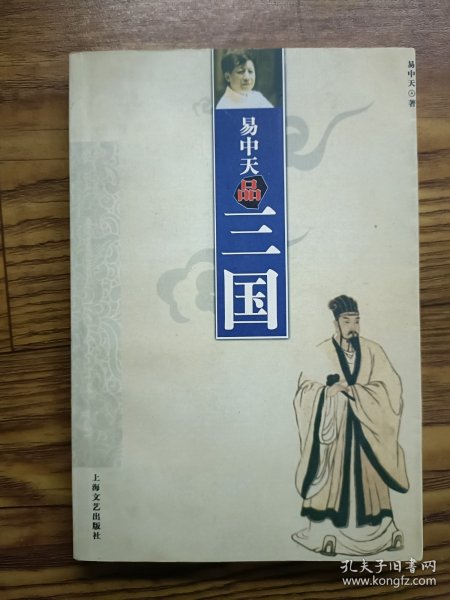 易中天
品
三国
易中天⊙著
上海文艺出版社
孔夫子旧书网
www.kongfz.com